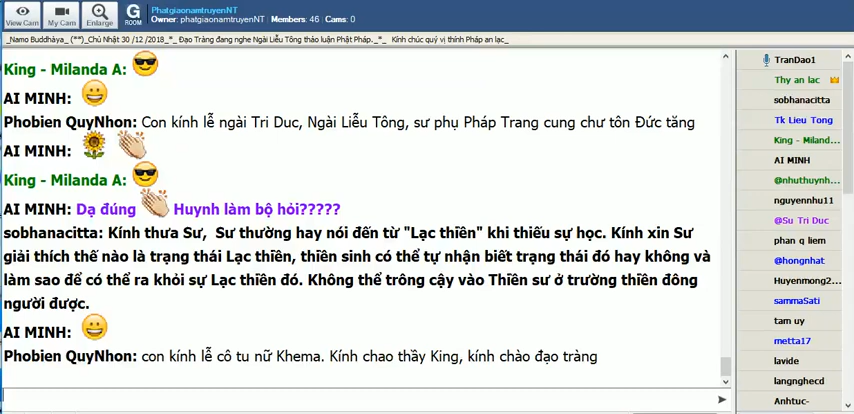 View Cam
My Cam
Enlarge
G
ROOM
PhatgiaonamtruyenNT
Owner: phatgiaonamtruyenNT | Members: 46 | Cams: 0
_Namo Buddhàya_ (**)_Chủ Nhật 30 /12 /2018_*_ Đạo Tràng đang nghe Ngài Liễu Tông thảo luận Phật Pháp._*_ Kính chúc quý vị thính Pháp an lạc_
King - Milanda A:
AI MINH:
Phobien QuyNhon: Con kính lễ ngài Tri Duc, Ngài Liễu Tông, sư phụ Pháp Trang cung chư tôn Đức tăng
AI MINH:
King - Milanda A:
AI MINH: Dạ đúng Huynh làm bộ hỏi?????
sobhanacitta: Kính thưa Sư, Sư thường hay nói đến từ "Lạc thiền" khi thiếu sự học. Kính xin Sư
giải thích thế nào là trạng thái Lạc thiền, thiền sinh có thể tự nhận biết trạng thái đó hay không và
làm sao để có thể ra khỏi sự Lạc thiền đó. Không thể trông cậy vào Thiền sư ở trường thiền đông
người được.
AI MINH:
Phobien QuyNhon: con kính lễ cô tu nữ Khema. Kính chao thầy King, kính chào đạo tràng
TranDao1
Thy an lac
sobhanacitta
Tk Lieu Tong
King - Miland...
AI MINH
@nhuthuynh...
nguyennhu11
@Su Tri Duc
phan q liem
@hongnhat
Huyenmong2...
sammaSati
tam uy
metta17
lavide
langnghecd
Anhtuc-